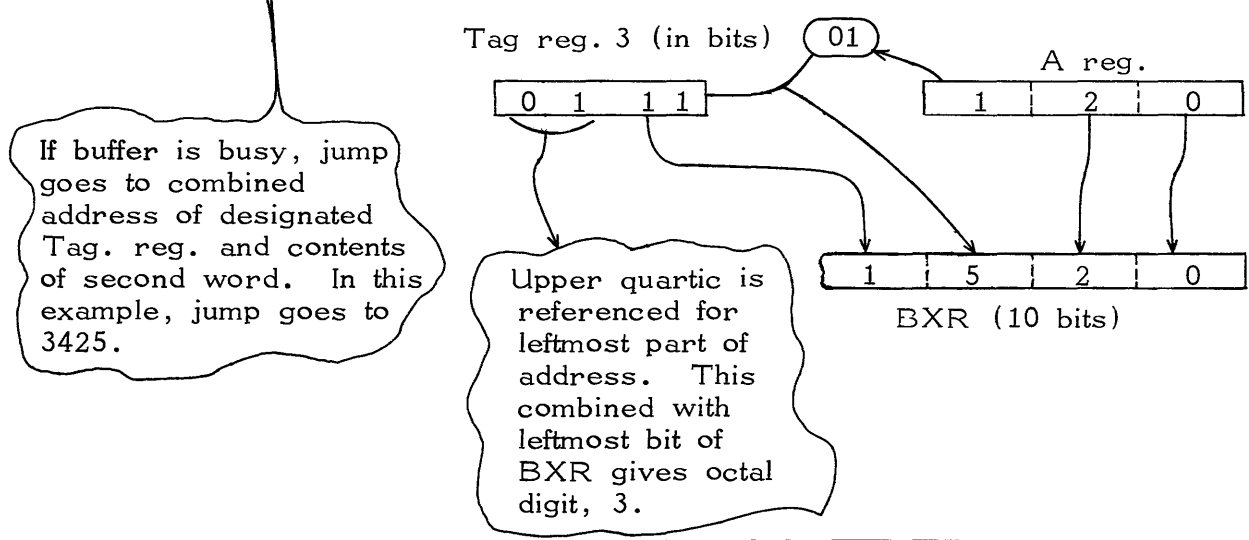 Tag reg. 3 (in bits)
01
A reg.
0 1 1 1
1 2 0
If buffer is busy, jump
goes to combined
address of designated
Tag. reg. and contents
of second word. In this
example, jump goes to
3425.
1 5 2 0
BXR (10 bits)
Upper quartic is
referenced for
leftmost part of
address. This
combined with
leftmost bit of
BXR gives octal
digit, 3.